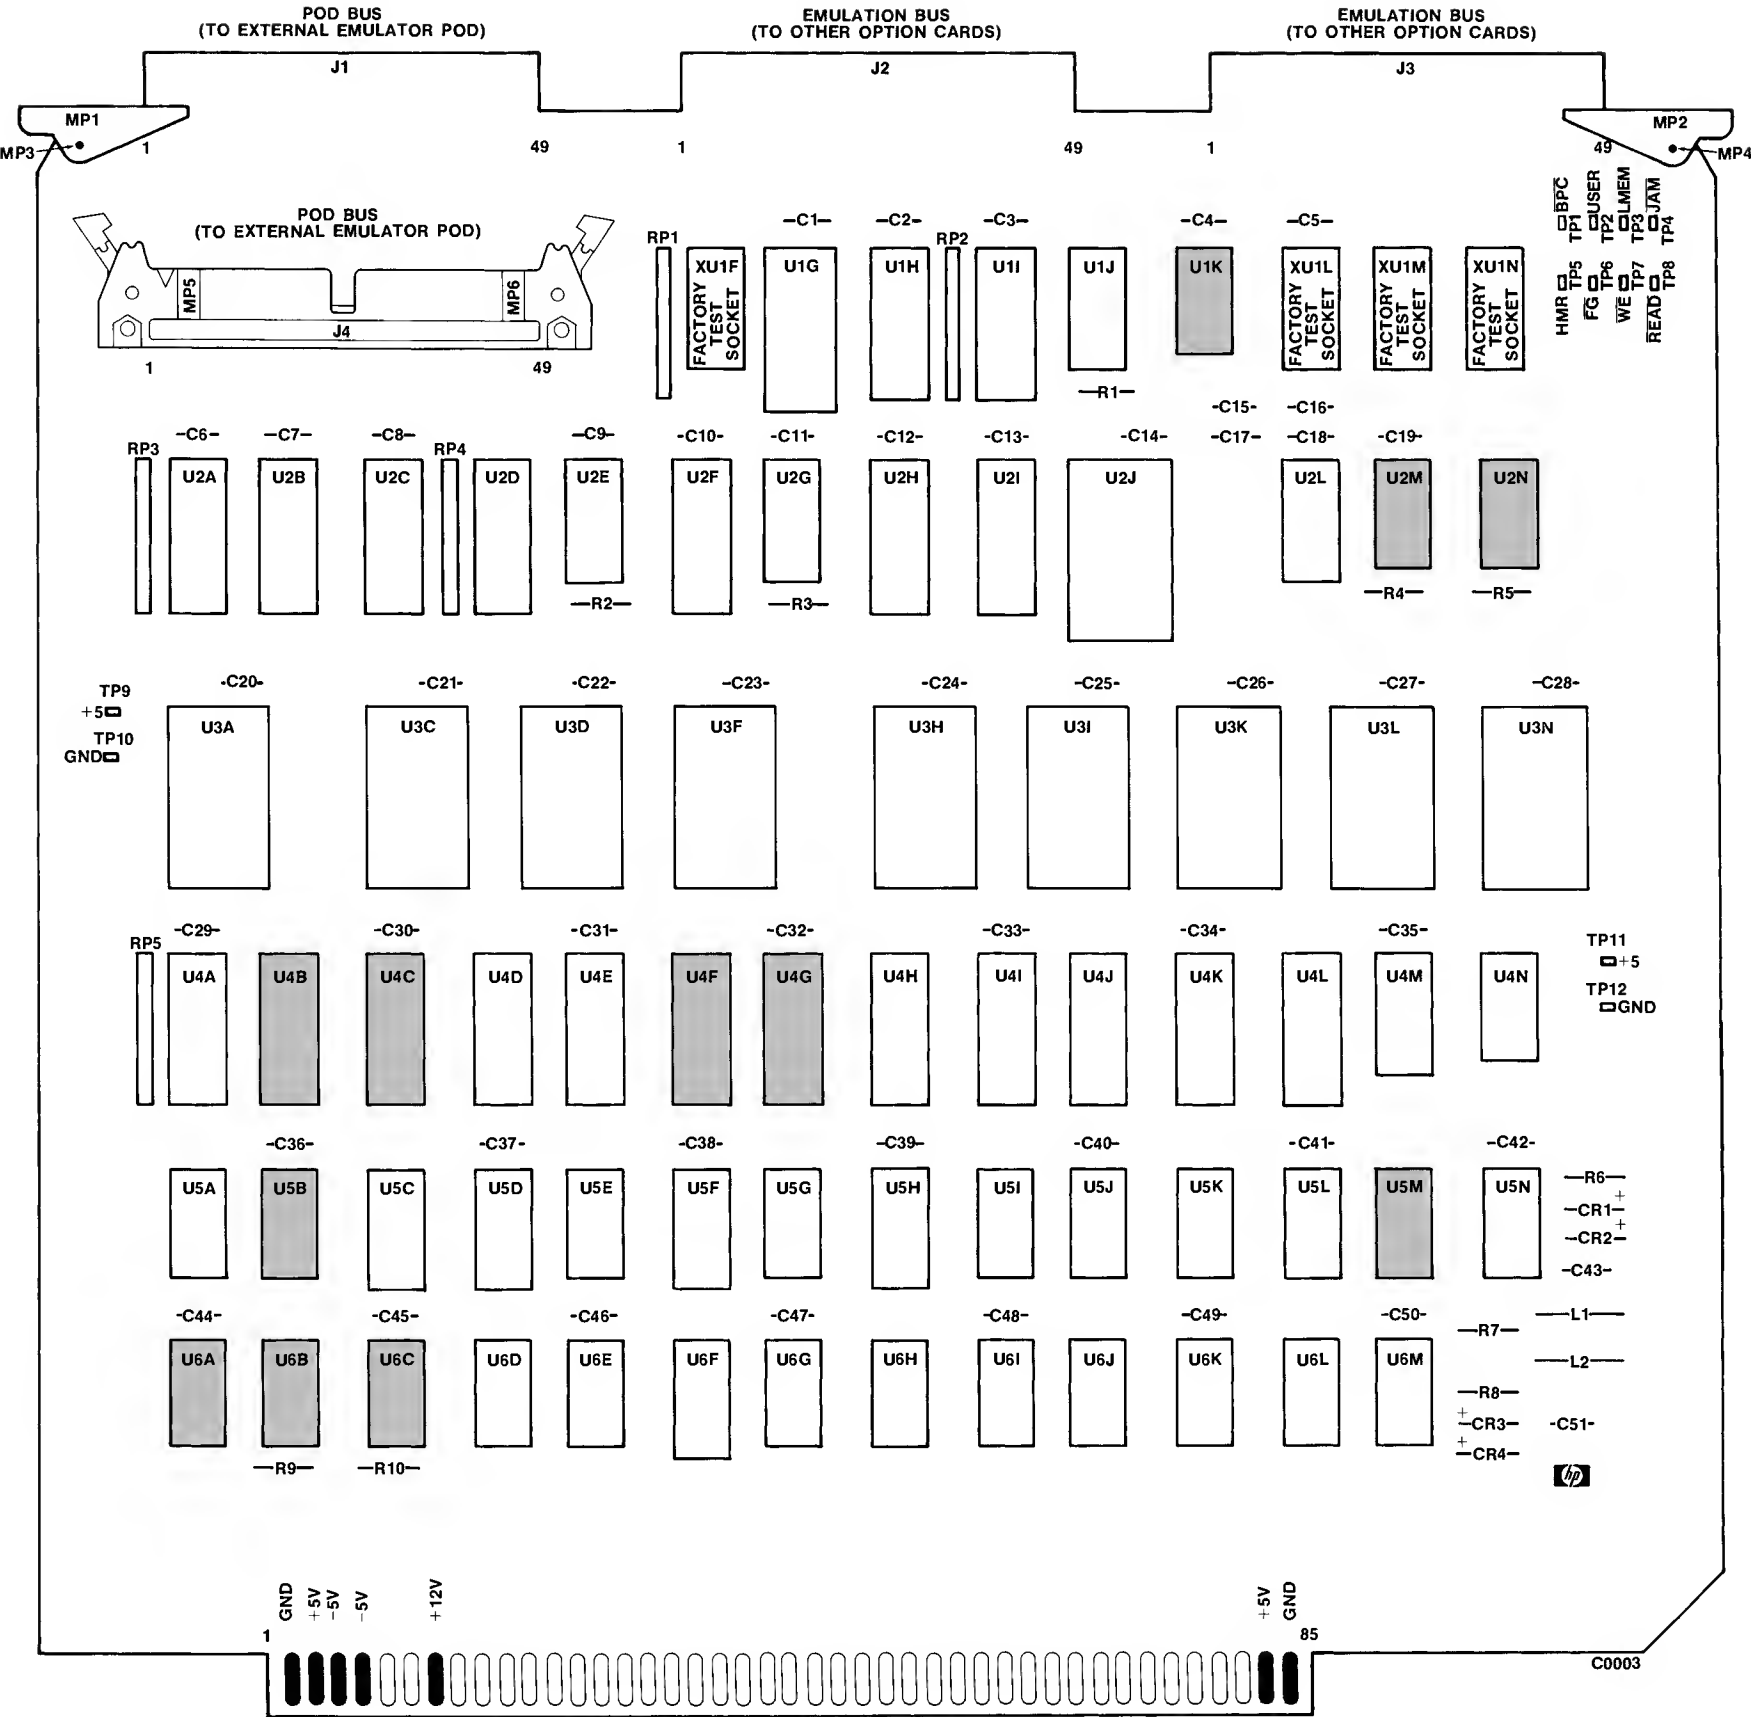 POD BUS
(TO EXTERNAL EMULATOR POD)
EMULATION BUS
(TO OTHER OPTION CARDS)
EMULATION BUS
(TO OTHER OPTION CARDS)
J1 J2 J3
MP1 MP2
MP3 1 49 1 49 1 49 MP4
BPC USER LMEM JAM
TP1 TP2 TP3 TP4
TP5 TP6 TP7 TP8
HMR FG WE READ
POD BUS
(TO EXTERNAL EMULATOR POD)
MP5 MP6
J4
1 49
-C1- -C2- -C3- -C4- -C5-
RP1 RP2
XU1F U1G U1H U1I U1J U1K XU1L XU1M XU1N
FACTORY TEST SOCKET
FACTORY TEST SOCKET
FACTORY TEST SOCKET
FACTORY TEST SOCKET
-R1-
-C15- -C16-
-C6- -C7- -C8- -C9- -C10- -C11- -C12- -C13- -C14- -C17- -C18- -C19-
RP3 RP4
U2A U2B U2C U2D U2E U2F U2G U2H U2I U2J U2L U2M U2N
-R2- -R3- -R4- -R5-
-C20- -C21- -C22- -C23- -C24- -C25- -C26- -C27- -C28-
TP9
+5
TP10
GND
U3A U3C U3D U3F U3H U3I U3K U3L U3N
-C29- -C30- -C31- -C32- -C33- -C34- -C35-
RP5
U4A U4B U4C U4D U4E U4F U4G U4H U4I U4J U4K U4L U4M U4N
TP11
+5
TP12
GND
-C36- -C37- -C38- -C39- -C40- -C41- -C42-
U5A U5B U5C U5D U5E U5F U5G U5H U5I U5J U5K U5L U5M U5N
-R6-
+
-CR1-
+
-CR2-
-C43-
-C44- -C45- -C46- -C47- -C48- -C49- -C50-
-L1-
-R7-
U6A U6B U6C U6D U6E U6F U6G U6H U6I U6J U6K U6L U6M
-L2-
-R8-
+
-CR3- -C51-
+
-CR4-
-R9- -R10-
hp
GND +5V -5V -5V +12V +5V GND
1 85
C0003